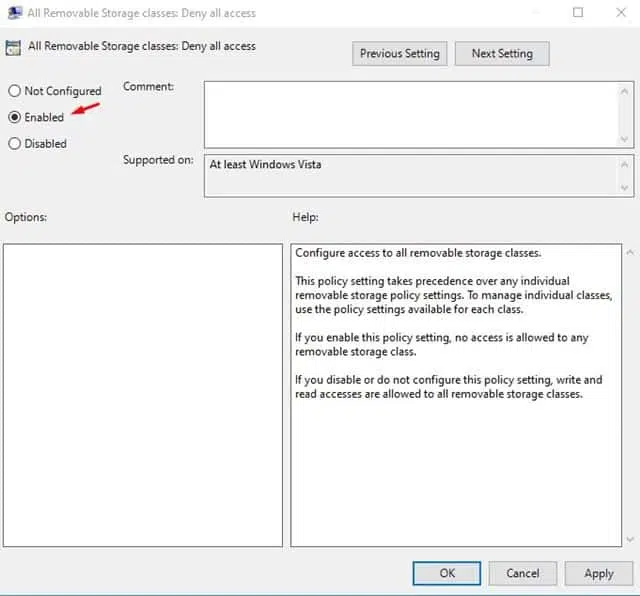 All Removable Storage classes: Deny all access
All Removable Storage classes: Deny all access
Previous Setting
Next Setting
Not Configured
Comment:
Enabled
Disabled
Supported on:
At least Windows Vista
Options:
Help:
Configure access to all removable storage classes.
This policy setting takes precedence over any individual
removable storage policy settings. To manage individual classes,
use the policy settings available for each class.
If you enable this policy setting, no access is allowed to any
removable storage class.
If you disable or do not configure this policy setting, write and
read accesses are allowed to all removable storage classes.
OK
Cancel
Apply